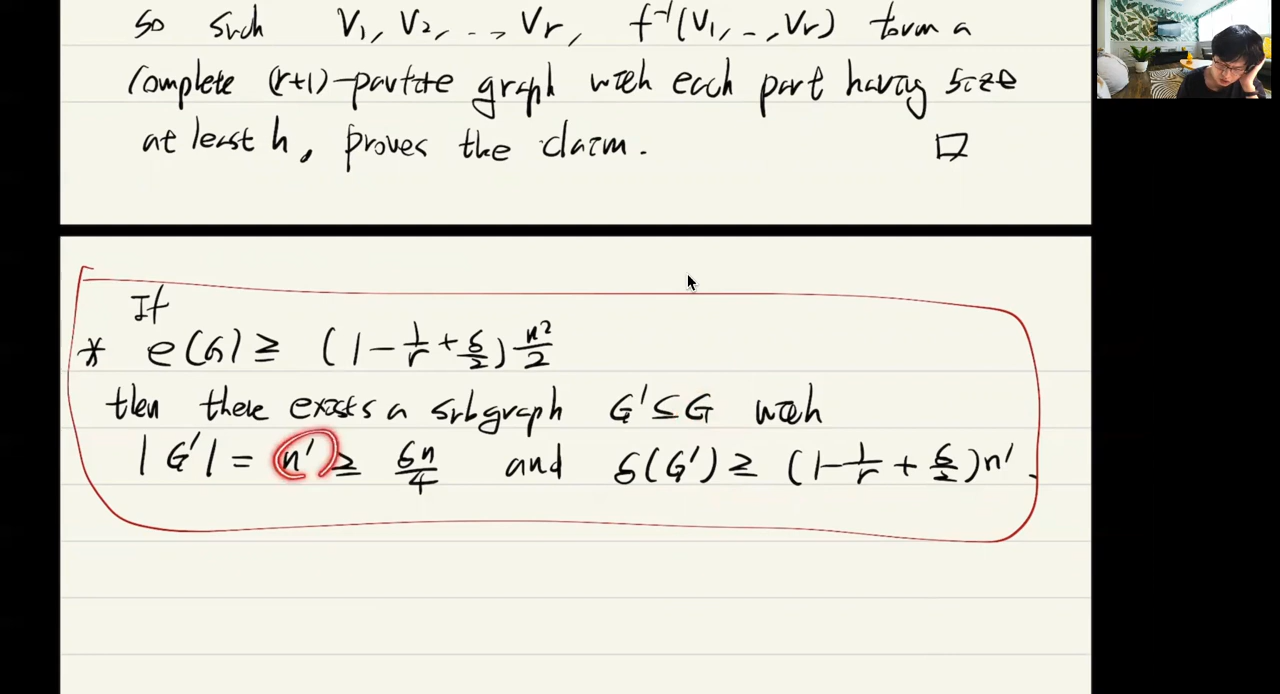 So such V₁, V₂, .., Vr, f⁻¹(V₁, .., Vr) form a
complete (r+1)-partite graph with each part having size
at least h, proves the claim. □
If
* e(G) ≥ (1 - 1/r + ε/2) n²/2
then there exists a subgraph G' ⊆ G with
|G'| = n' ≥ εn/4 and δ(G') ≥ (1 - 1/r + ε/2) n'.